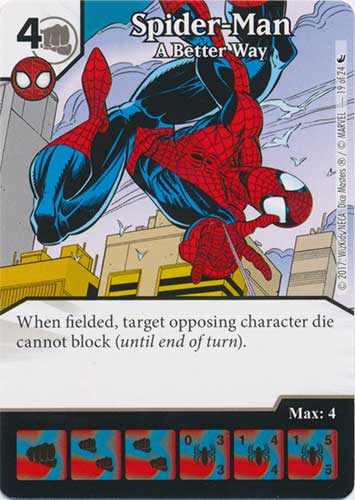 4
Spider-Man
A Better Way
© 2017 WizKids/NECA. Dice Masters ® / © MARVEL — 19 of 24
When fielded, target opposing character die
cannot block (until end of turn).
Max: 4
0 3 3
1 4 4
1 5 5